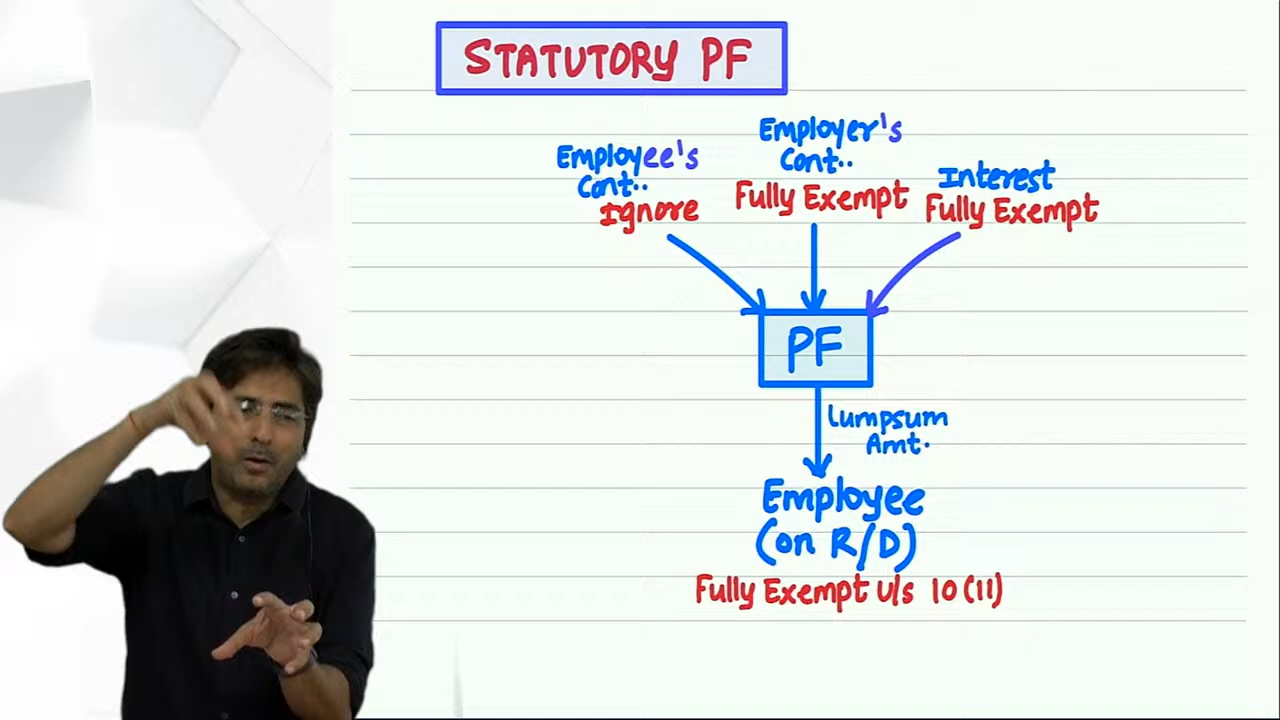 STATUTORY PF
Employee's
Cont..
Ignore
Employer's
Cont..
Fully Exempt
Interest
Fully Exempt
PF
Lumpsum
Amt.
Employee
(on R/D)
Fully Exempt u/s 10(11)